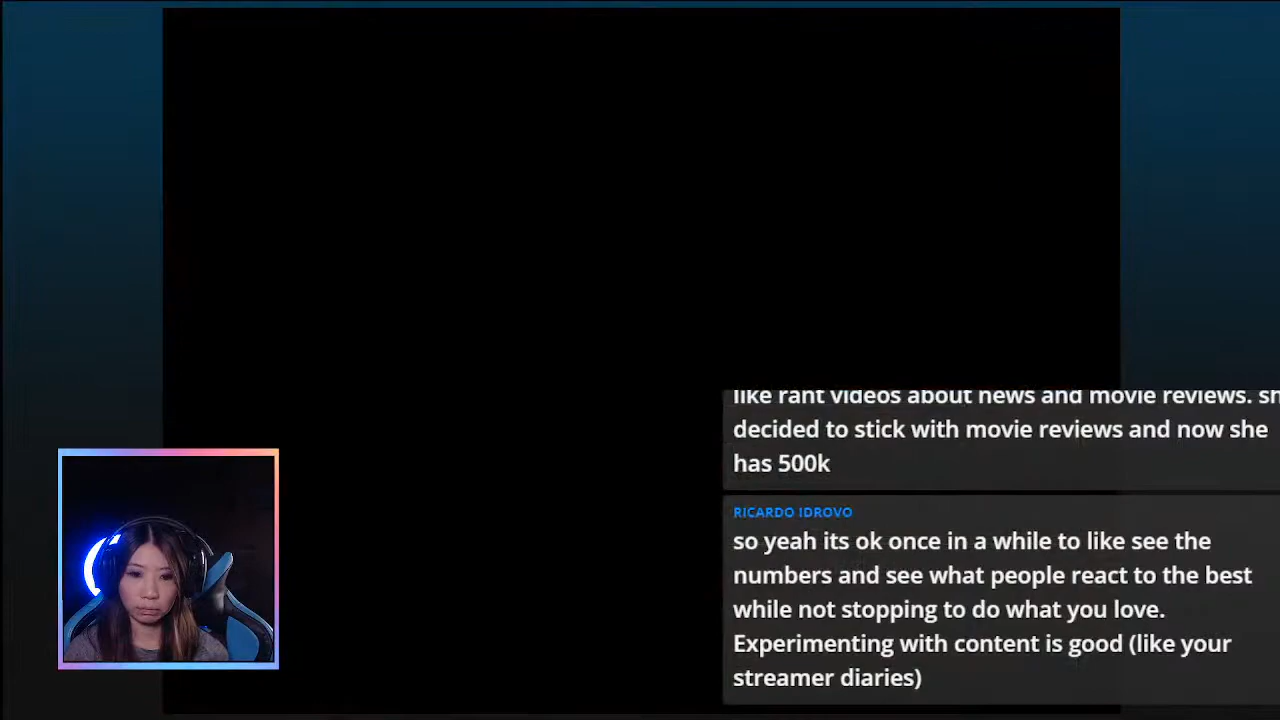 like rant videos about news and movie reviews. sh
decided to stick with movie reviews and now she
has 500k
RICARDO IDROVO
so yeah its ok once in a while to like see the
numbers and see what people react to the best
while not stopping to do what you love.
Experimenting with content is good (like your
streamer diaries)